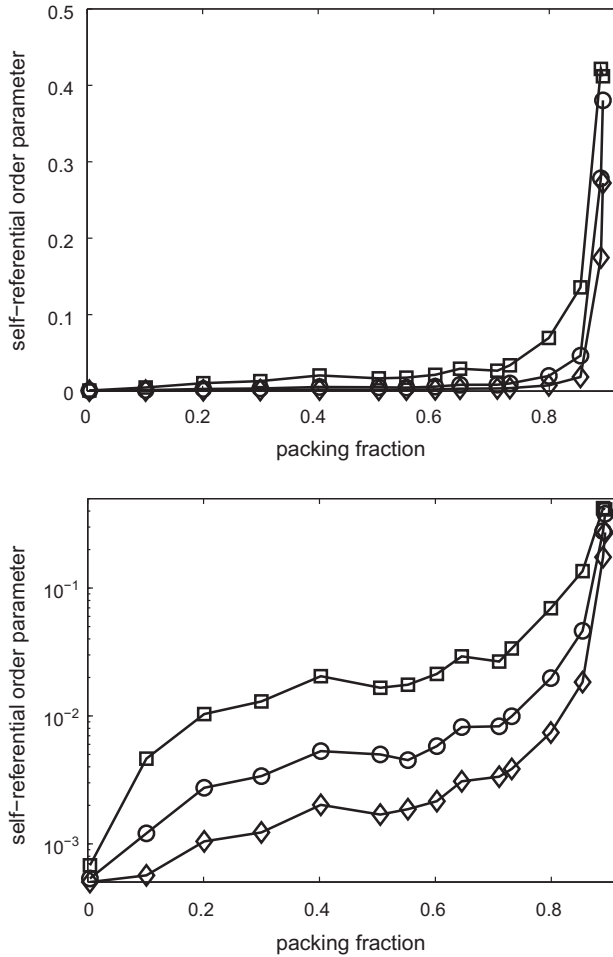 0.5
0.4
0.3
0.2
0.1
0
self−referential order parameter
0 0.2 0.4 0.6 0.8
packing fraction
10−1
10−2
10−3
self−referential order parameter
0 0.2 0.4 0.6 0.8
packing fraction